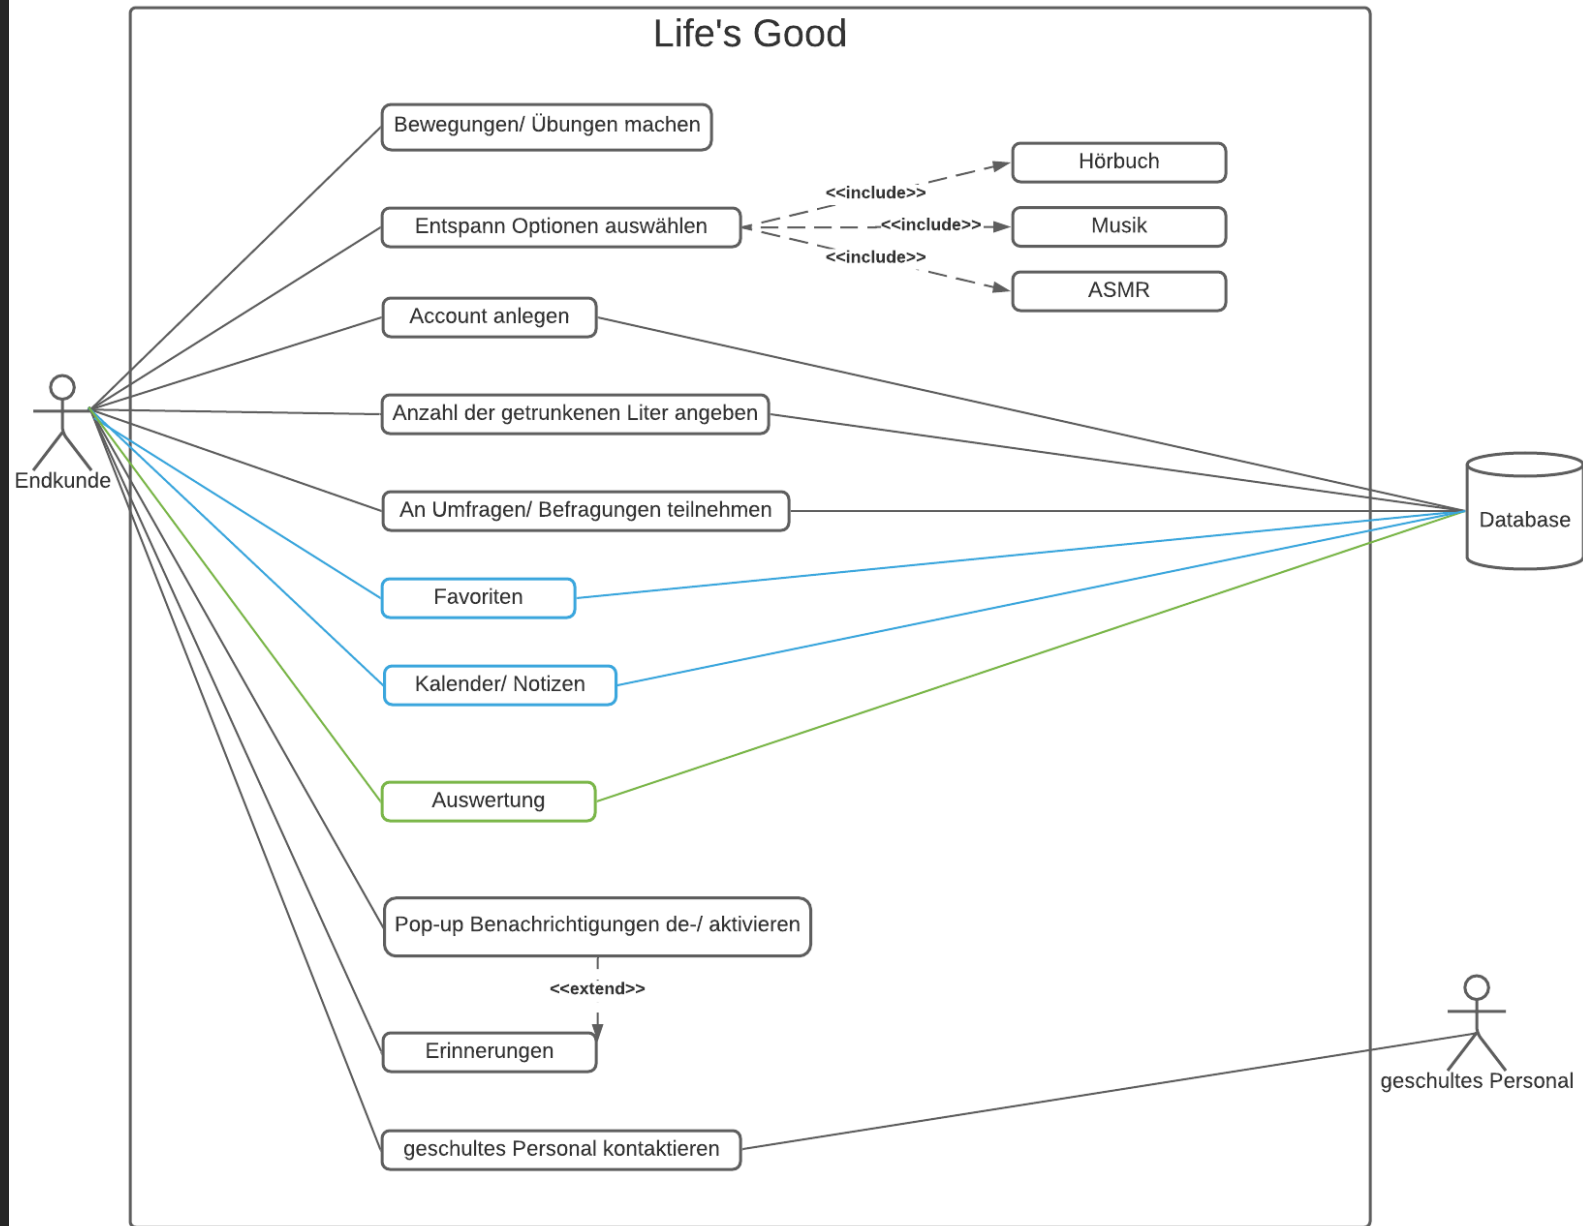 Life's Good
Bewegungen/ Übungen machen
Hörbuch
<<include>>
Entspann Optionen auswählen
<<include>>
Musik
<<include>>
ASMR
Account anlegen
Anzahl der getrunkenen Liter angeben
Endkunde
An Umfragen/ Befragungen teilnehmen
Database
Favoriten
Kalender/ Notizen
Auswertung
Pop-up Benachrichtigungen de-/ aktivieren
<<extend>>
Erinnerungen
geschultes Personal
geschultes Personal kontaktieren